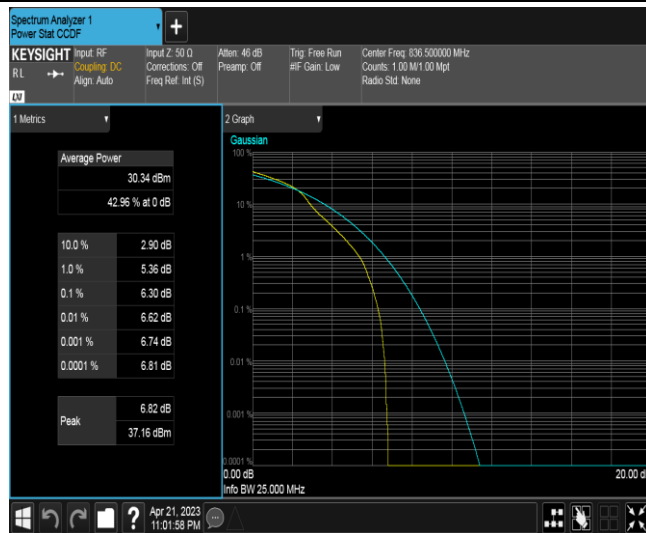 Spectrum Analyzer 1
Power Stat CCDF
+
KEYSIGHT
RL
LXI
Input: RF
Coupling: DC
Align: Auto
Input Z: 50 Ω
Corrections: Off
Freq Ref: Int (S)
Atten: 46 dB
Preamp: Off
Trig: Free Run
#IF Gain: Low
Center Freq: 836.500000 MHz
Counts: 1.00 M/1.00 Mpt
Radio Std: None
1 Metrics
Average Power
30.34 dBm
42.96 % at 0 dB
10.0 % 2.90 dB
1.0 % 5.36 dB
0.1 % 6.30 dB
0.01 % 6.62 dB
0.001 % 6.74 dB
0.0001 % 6.81 dB
Peak
6.82 dB
37.16 dBm
2 Graph
Gaussian
100 %
10 %
1 %
0.1 %
0.01 %
0.001 %
0.0001 %
0.00 dB
20.00 d
Info BW 25.000 MHz
?
Apr 21, 2023
11:01:58 PM